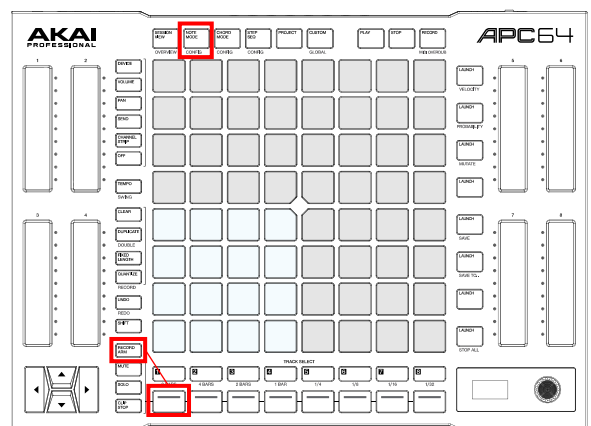 AKAI
PROFESSIONAL
SESSION VIEW
NOTE MODE
CHORD MODE
STEP SEQ
PROJECT
CUSTOM
PLAY
STOP
RECORD
APC64
OVERVIEW
CONFIG
CONFIG
CONFIG
GLOBAL
MIDI OVERDUB
1
2
5
6
DEVICE
VOLUME
PAN
SEND
CHANNEL STRIP
OFF
TEMPO
SWING
LAUNCH
VELOCITY
LAUNCH
PROBABILITY
LAUNCH
MUTATE
LAUNCH
3
4
7
8
CLEAR
DUPLICATE
DOUBLE
FIXED LENGTH
QUANTIZE
RECORD
UNDO
REDO
SHIFT
LAUNCH
SAVE
LAUNCH
SAVE TO...
LAUNCH
LAUNCH
STOP ALL
RECORD ARM
MUTE
SOLO
CLIP STOP
TRACK SELECT
1
2
3
4
5
6
7
8
4 BARS
2 BARS
1 BAR
1/4
1/8
1/16
1/32